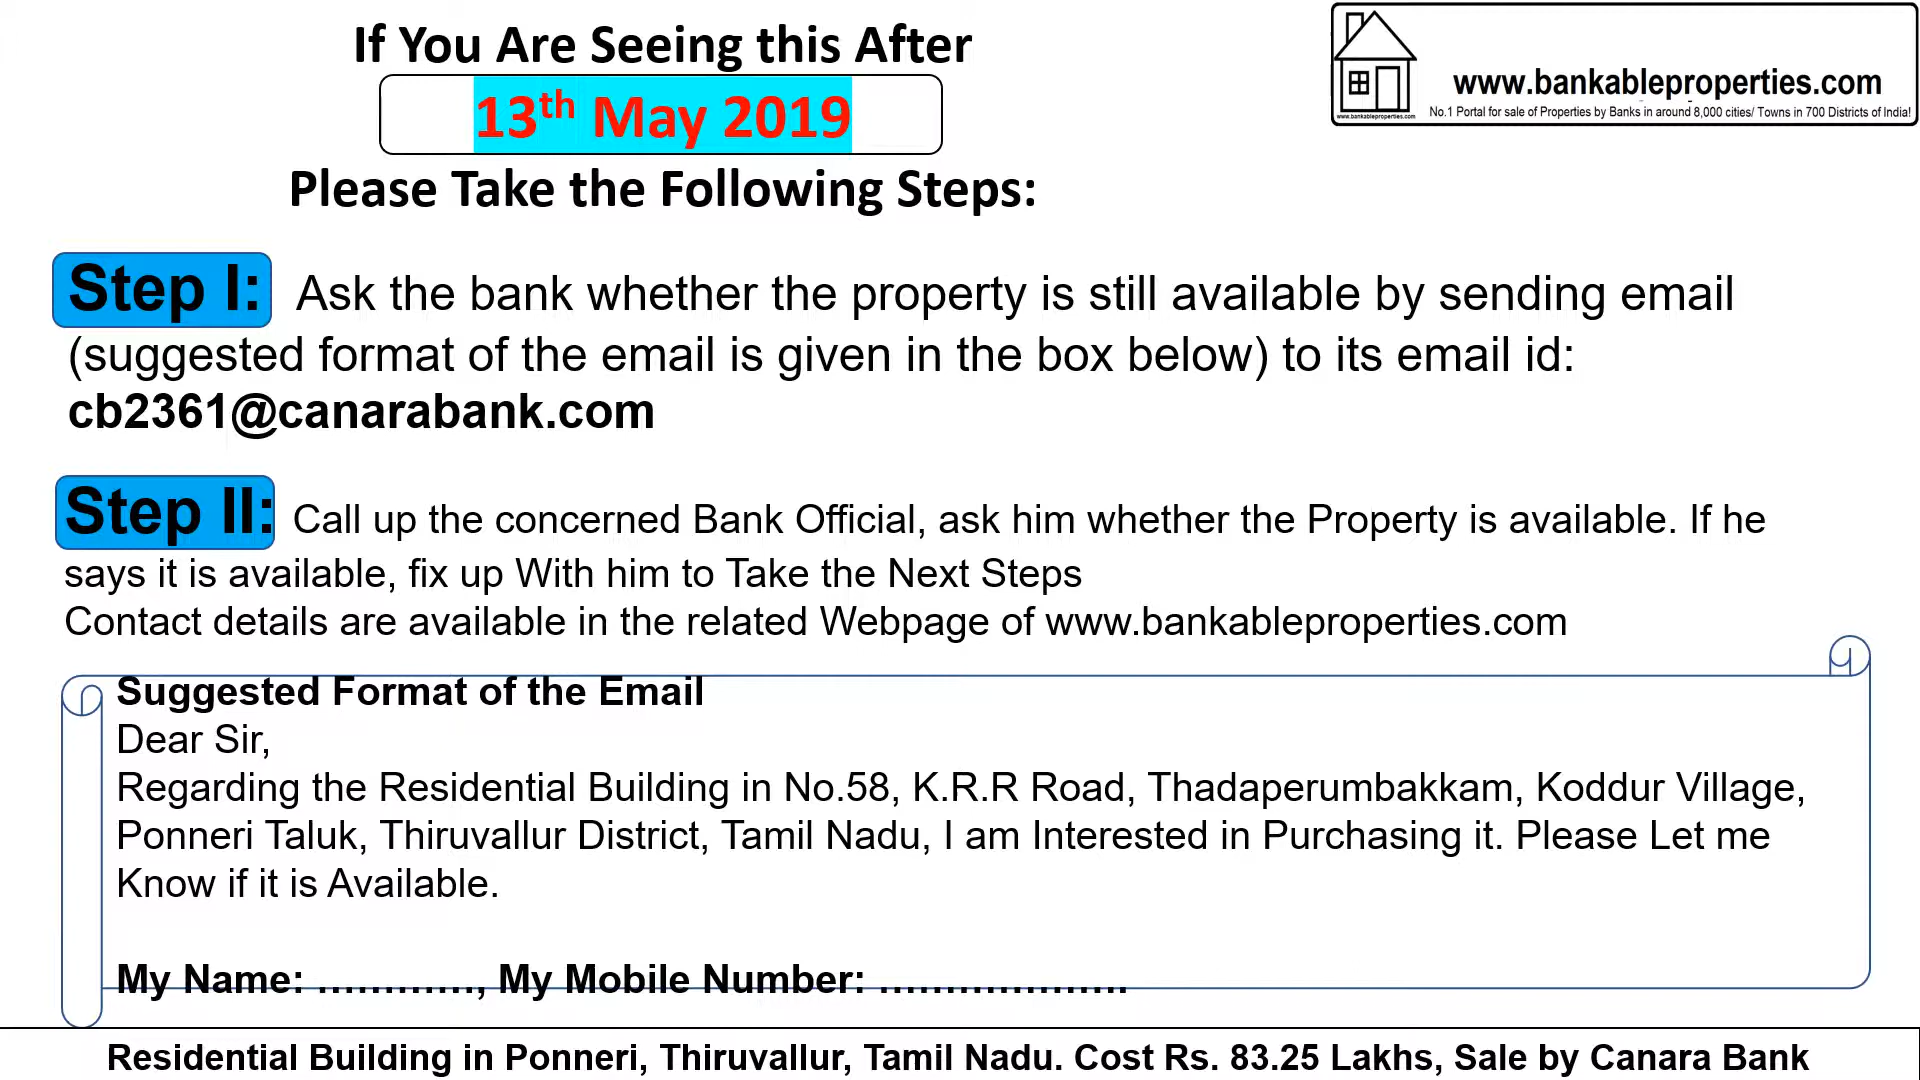 If You Are Seeing this After
13th May 2019
Please Take the Following Steps:
www.bankableproperties.com
No.1 Portal for sale of Properties by Banks in around 8,000 cities/ Towns in 700 Districts of India!
www.bankableproperties.com
Step I: Ask the bank whether the property is still available by sending email
(suggested format of the email is given in the box below) to its email id:
cb2361@canarabank.com
Step II: Call up the concerned Bank Official, ask him whether the Property is available. If he
says it is available, fix up With him to Take the Next Steps
Contact details are available in the related Webpage of www.bankableproperties.com
Suggested Format of the Email
Dear Sir,
Regarding the Residential Building in No.58, K.R.R Road, Thadaperumbakkam, Koddur Village,
Ponneri Taluk, Thiruvallur District, Tamil Nadu, I am Interested in Purchasing it. Please Let me
Know if it is Available.
My Name: …………, My Mobile Number: ……………….
Residential Building in Ponneri, Thiruvallur, Tamil Nadu. Cost Rs. 83.25 Lakhs, Sale by Canara Bank